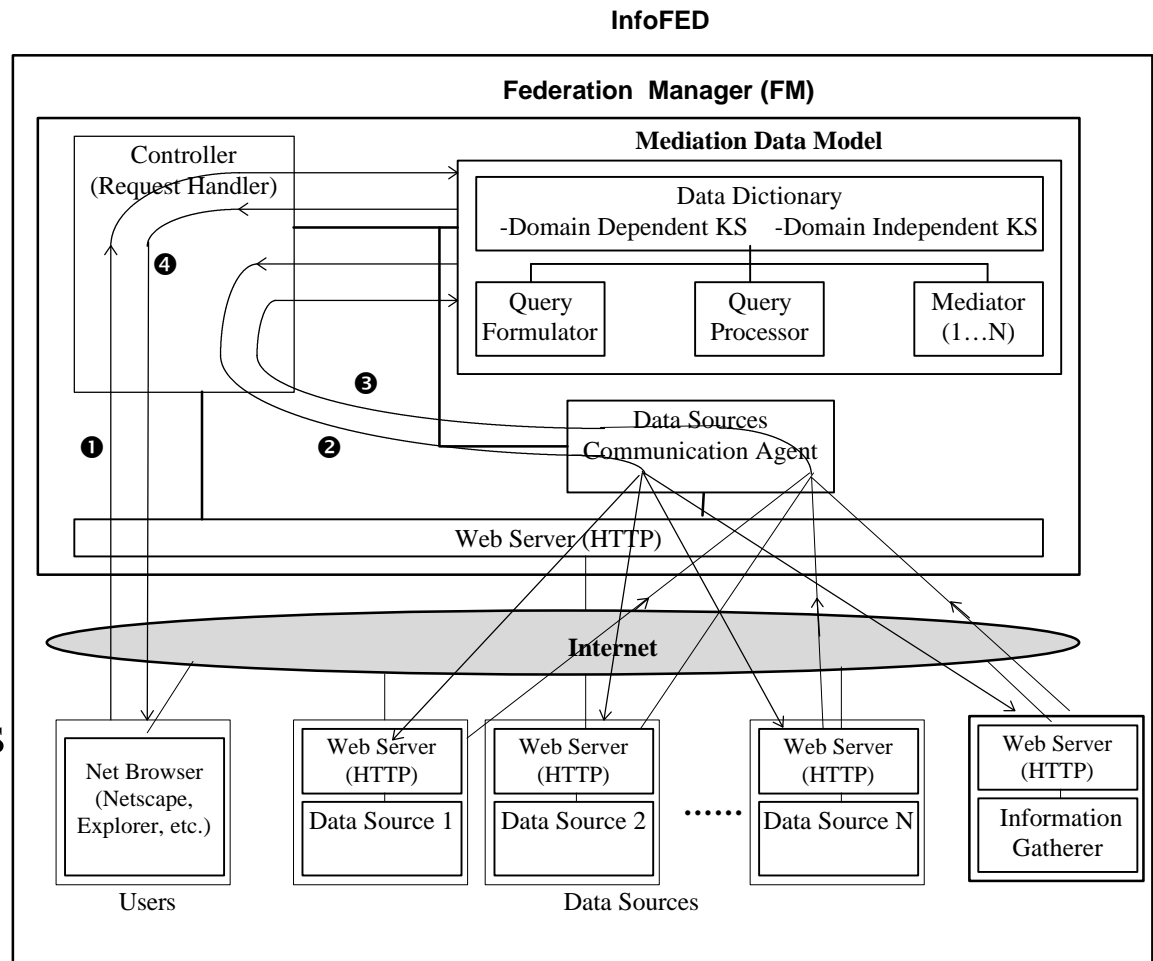 InfoFED
Federation Manager (FM)
Controller
(Request Handler)
Mediation Data Model
Data Dictionary
-Domain Dependent KS -Domain Independent KS
Query
Formulator
Query
Processor
Mediator
(1…N)
❹
❸
❶
❷
Data Sources
Communication Agent
Web Server (HTTP)
Internet
S
Net Browser
(Netscape,
Explorer, etc.)
Users
Web Server
(HTTP)
Data Source 1
Web Server
(HTTP)
Data Source 2
......
Web Server
(HTTP)
Data Source N
Data Sources
Web Server
(HTTP)
Information
Gatherer